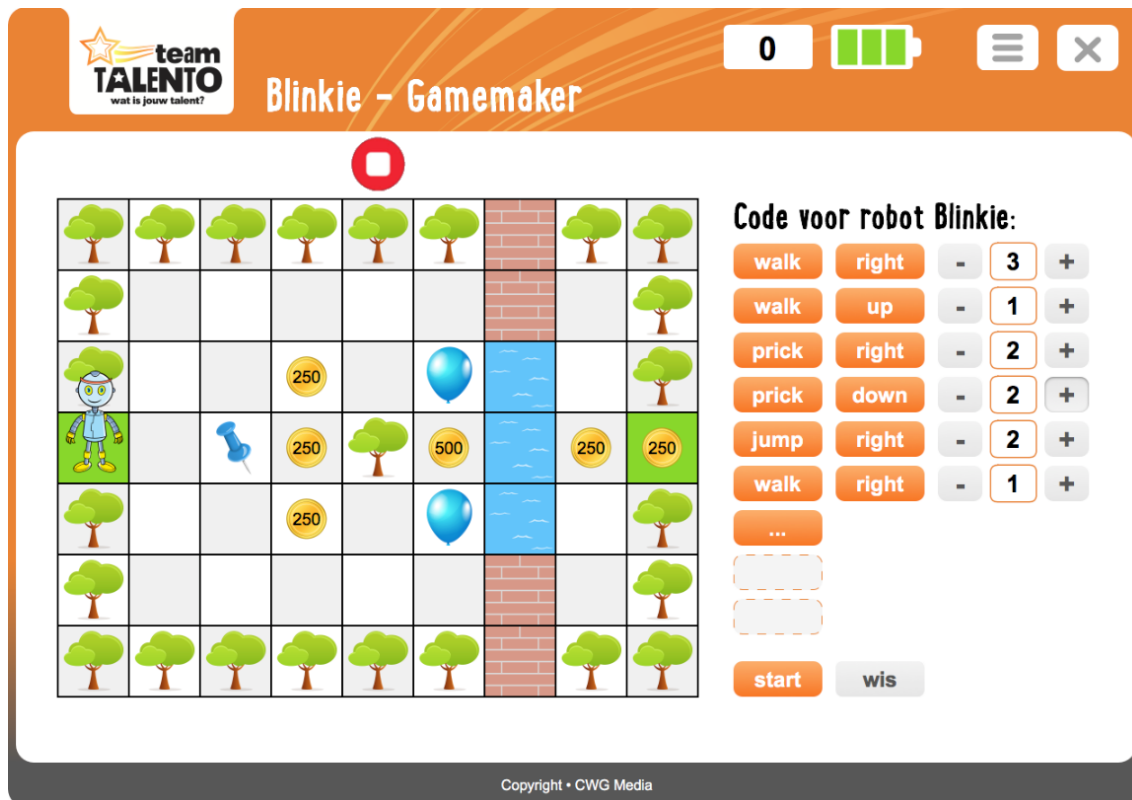 team
TALENTO
wat is jouw talent?
Blinkie - Gamemaker
0
250
250
500
250
250
250
Code voor robot Blinkie:
walk right - 3 +
walk up - 1 +
prick right - 2 +
prick down - 2 +
jump right - 2 +
walk right - 1 +
...
start wis
Copyright • CWG Media